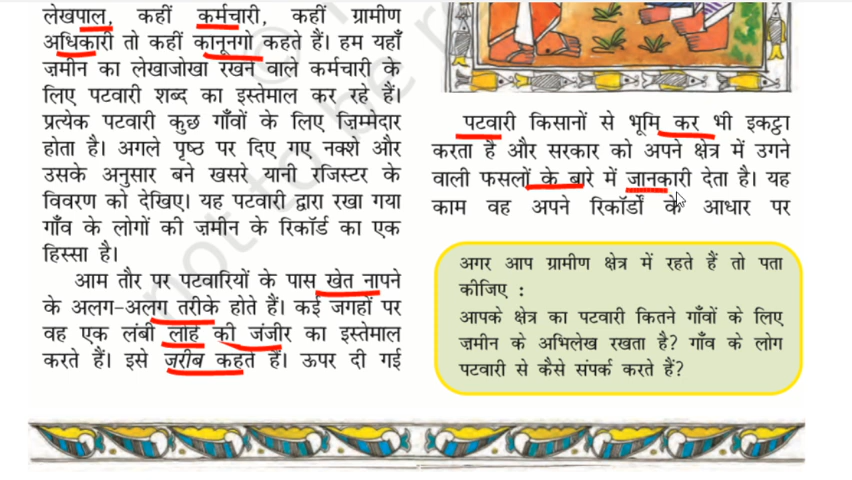 लेखपाल, कहीं कर्मचारी, कहीं ग्रामीण
अधिकारी तो कहीं कानूनगो कहते हैं। हम यहाँ
ज़मीन का लेखाजोखा रखने वाले कर्मचारी के
लिए पटवारी शब्द का इस्तेमाल कर रहे हैं।
प्रत्येक पटवारी कुछ गाँवों के लिए ज़िम्मेदार
होता है। अगले पृष्ठ पर दिए गए नक्शे और
उसके अनुसार बने खसरे यानी रजिस्टर के
विवरण को देखिए। यह पटवारी द्वारा रखा गया
गाँव के लोगों की ज़मीन के रिकॉर्ड का एक
हिस्सा है।
आम तौर पर पटवारियों के पास खेत नापने
के अलग-अलग तरीके होते हैं। कई जगहों पर
वह एक लंबी लोहे की जंजीर का इस्तेमाल
करते हैं। इसे ज़रीब कहते हैं। ऊपर दी गई
पटवारी किसानों से भूमि कर भी इकट्ठा
करता है और सरकार को अपने क्षेत्र में उगने
वाली फसलों के बारे में जानकारी देता है। यह
काम वह अपने रिकॉर्डों के आधार पर
अगर आप ग्रामीण क्षेत्र में रहते हैं तो पता
कीजिए :
आपके क्षेत्र का पटवारी कितने गाँवों के लिए
ज़मीन के अभिलेख रखता है? गाँव के लोग
पटवारी से कैसे संपर्क करते हैं?
not to be re